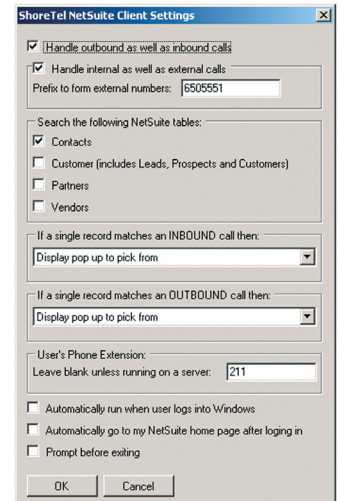 ShoreTel NetSuite Client Settings
Handle outbound as well as inbound calls
Handle internal as well as external calls
Prefix to form external numbers: 6505551
Search the following NetSuite tables:
Contacts
Customer (includes Leads, Prospects and Customers)
Partners
Vendors
If a single record matches an INBOUND call then:
Display pop up to pick from
If a single record matches an OUTBOUND call then:
Display pop up to pick from
User's Phone Extension:
Leave blank unless running on a server: 211
Automatically run when user logs into Windows
Automatically go to my NetSuite home page after loging in
Prompt before exiting
OK Cancel